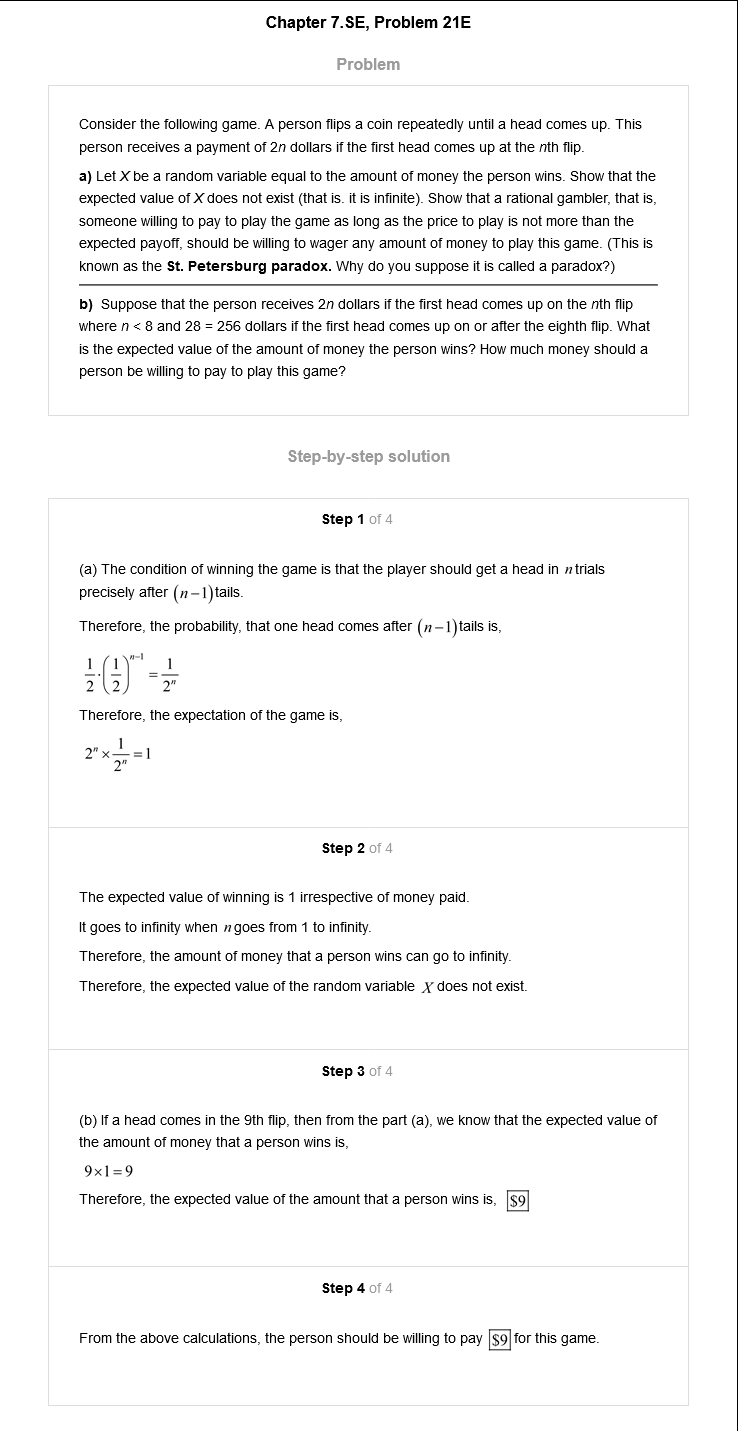 Chapter 7.SE, Problem 21E
Problem
Consider the following game. A person flips a coin repeatedly until a head comes up. This
person receives a payment of 2n dollars if the first head comes up at the nth flip.
a) Let X be a random variable equal to the amount of money the person wins. Show that the
expected value of X does not exist (that is. it is infinite). Show that a rational gambler, that is,
someone willing to pay to play the game as long as the price to play is not more than the
expected payoff, should be willing to wager any amount of money to play this game. (This is
known as the St. Petersburg paradox. Why do you suppose it is called a paradox?)
b) Suppose that the person receives 2n dollars if the first head comes up on the nth flip
where n < 8 and 28 = 256 dollars if the first head comes up on or after the eighth flip. What
is the expected value of the amount of money the person wins? How much money should a
person be willing to pay to play this game?
Step-by-step solution
Step 1 of 4
(a) The condition of winning the game is that the player should get a head in n trials
precisely after (n−1) tails.
Therefore, the probability, that one head comes after (n−1) tails is,
1/2·(1/2)^(n−1) = 1/2^n
Therefore, the expectation of the game is,
2^n × 1/2^n = 1
Step 2 of 4
The expected value of winning is 1 irrespective of money paid.
It goes to infinity when n goes from 1 to infinity.
Therefore, the amount of money that a person wins can go to infinity.
Therefore, the expected value of the random variable X does not exist.
Step 3 of 4
(b) If a head comes in the 9th flip, then from the part (a), we know that the expected value of
the amount of money that a person wins is,
9×1=9
Therefore, the expected value of the amount that a person wins is, $9
Step 4 of 4
From the above calculations, the person should be willing to pay $9 for this game.